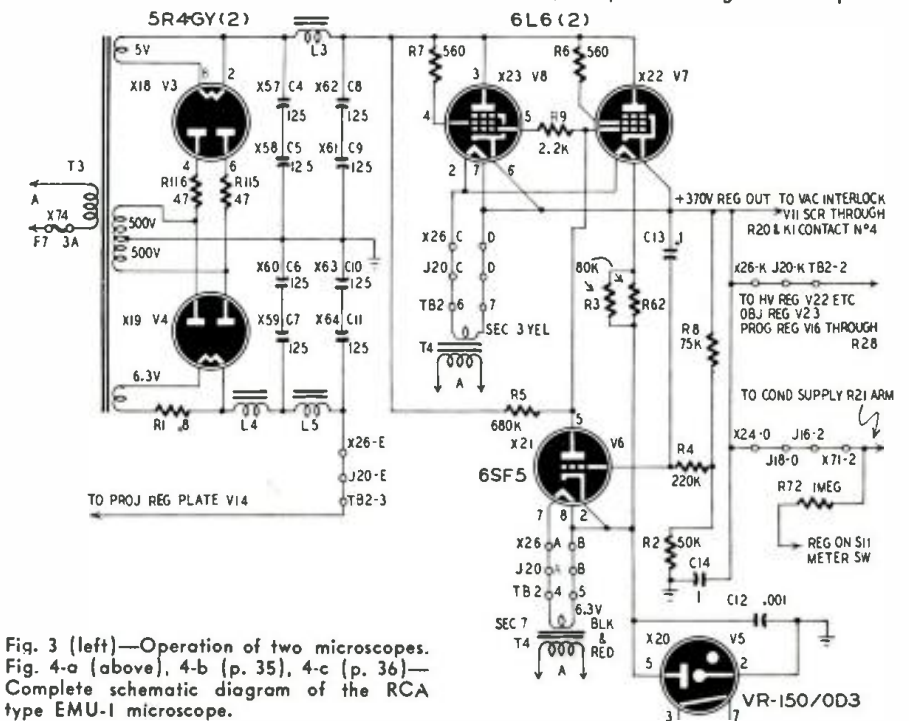 5R4GY(2)
6L6(2)
5V
8 2
X18 V3
4 6
R116 47
R115 47
T3
A
X74
F7 3A
500V
500V
X19 V4
6.3V
R1 .8
L3
L4
L5
X57 C4 125
X58 C5 125
X60 C6 125
X59 C7 125
X62 C8 125
X61 C9 125
X63 C10 125
X64 C11 125
X26-E
J20-E
TB2-3
TO PROJ REG PLATE V14
R7 560
3
X23 V8
4
5
2 7 6
R6 560
X22 V7
R9 2.2K
X26 C D
J20 C D
TB2 6 7
SEC 3 YEL
T4
A
80K
R3
R62
C13 .1
+370V REG OUT TO VAC INTERLOCK
V11 SCR THROUGH
R20 & K1 CONTACT Nº4
X26-K J20-K TB2-2
TO HV REG V22 ETC
OBJ REG V23
PROG REG V16 THROUGH
R28
R8 75K
TO COND SUPPLY R21 ARM
X24-O J16-2
J18-O X71-2
R72 1MEG
REG ON S11
METER SW
R5 680K
5
X21 V6
6SF5
7 8 2
R4 220K
R2 50K
C14 1
X26 A B
J20 A B
TB2 4 5
6.3V
SEC 7
BLK & RED
T4
A
C12 .001
X20 V5
5 2
3 7
VR-150/OD3
Fig. 3 (left)—Operation of two microscopes.
Fig. 4-a (above), 4-b (p. 35), 4-c (p. 36)—
Complete schematic diagram of the RCA
type EMU-1 microscope.